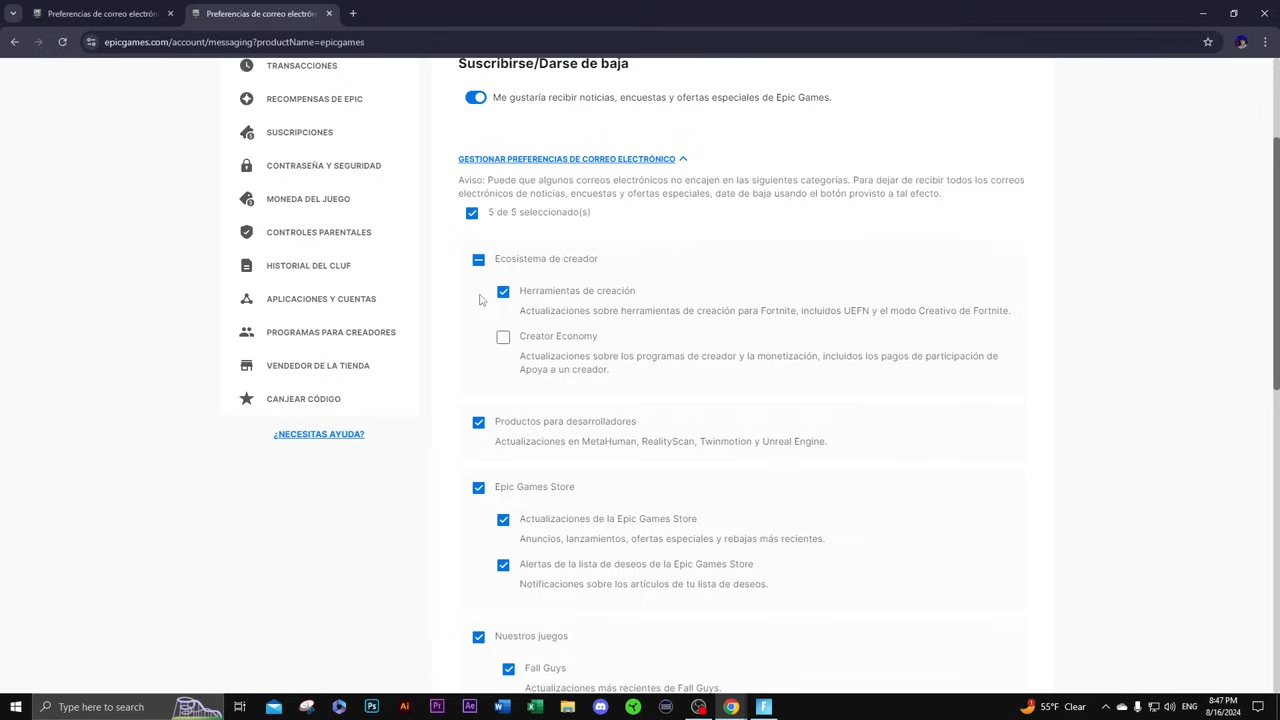 Preferencias de correo electrón
Preferencias de correo electrón
epicgames.com/account/messaging?productName=epicgames
TRANSACCIONES
RECOMPENSAS DE EPIC
SUSCRIPCIONES
CONTRASEÑA Y SEGURIDAD
MONEDA DEL JUEGO
CONTROLES PARENTALES
HISTORIAL DEL CLUF
APLICACIONES Y CUENTAS
PROGRAMAS PARA CREADORES
VENDEDOR DE LA TIENDA
CANJEAR CÓDIGO
¿NECESITAS AYUDA?
Suscribirse/Darse de baja
Me gustaría recibir noticias, encuestas y ofertas especiales de Epic Games.
GESTIONAR PREFERENCIAS DE CORREO ELECTRÓNICO
Aviso: Puede que algunos correos electrónicos no encajen en las siguientes categorías. Para dejar de recibir todos los correos
electrónicos de noticias, encuestas y ofertas especiales, date de baja usando el botón provisto a tal efecto.
5 de 5 seleccionado(s)
Ecosistema de creador
Herramientas de creación
Actualizaciones sobre herramientas de creación para Fortnite, incluidos UEFN y el modo Creativo de Fortnite.
Creator Economy
Actualizaciones sobre los programas de creador y la monetización, incluidos los pagos de participación de
Apoya a un creador.
Productos para desarrolladores
Actualizaciones en MetaHuman, RealityScan, Twinmotion y Unreal Engine.
Epic Games Store
Actualizaciones de la Epic Games Store
Anuncios, lanzamientos, ofertas especiales y rebajas más recientes.
Alertas de la lista de deseos de la Epic Games Store
Notificaciones sobre los artículos de tu lista de deseos.
Nuestros juegos
Fall Guys
Actualizaciones más recientes de Fall Guys.
Type here to search
Ps
Ai
Pr
Ae
55°F Clear
ENG
8:47 PM
8/16/2024